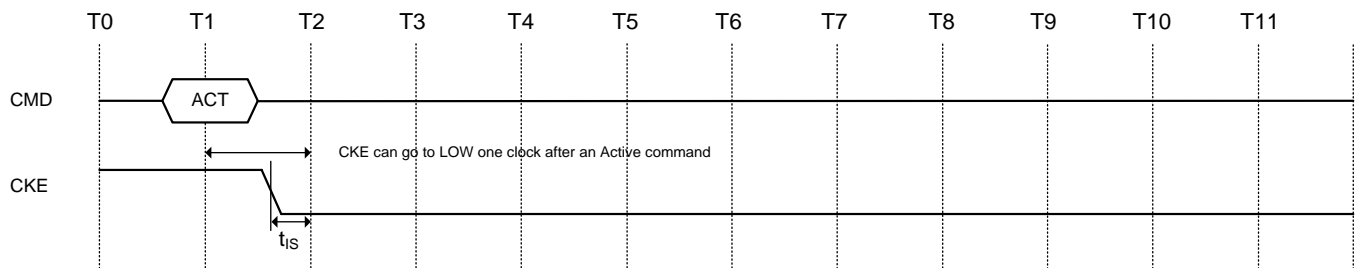 T0 T1 T2 T3 T4 T5 T6 T7 T8 T9 T10 T11
CMD ACT
CKE can go to LOW one clock after an Active command
CKE
tIS